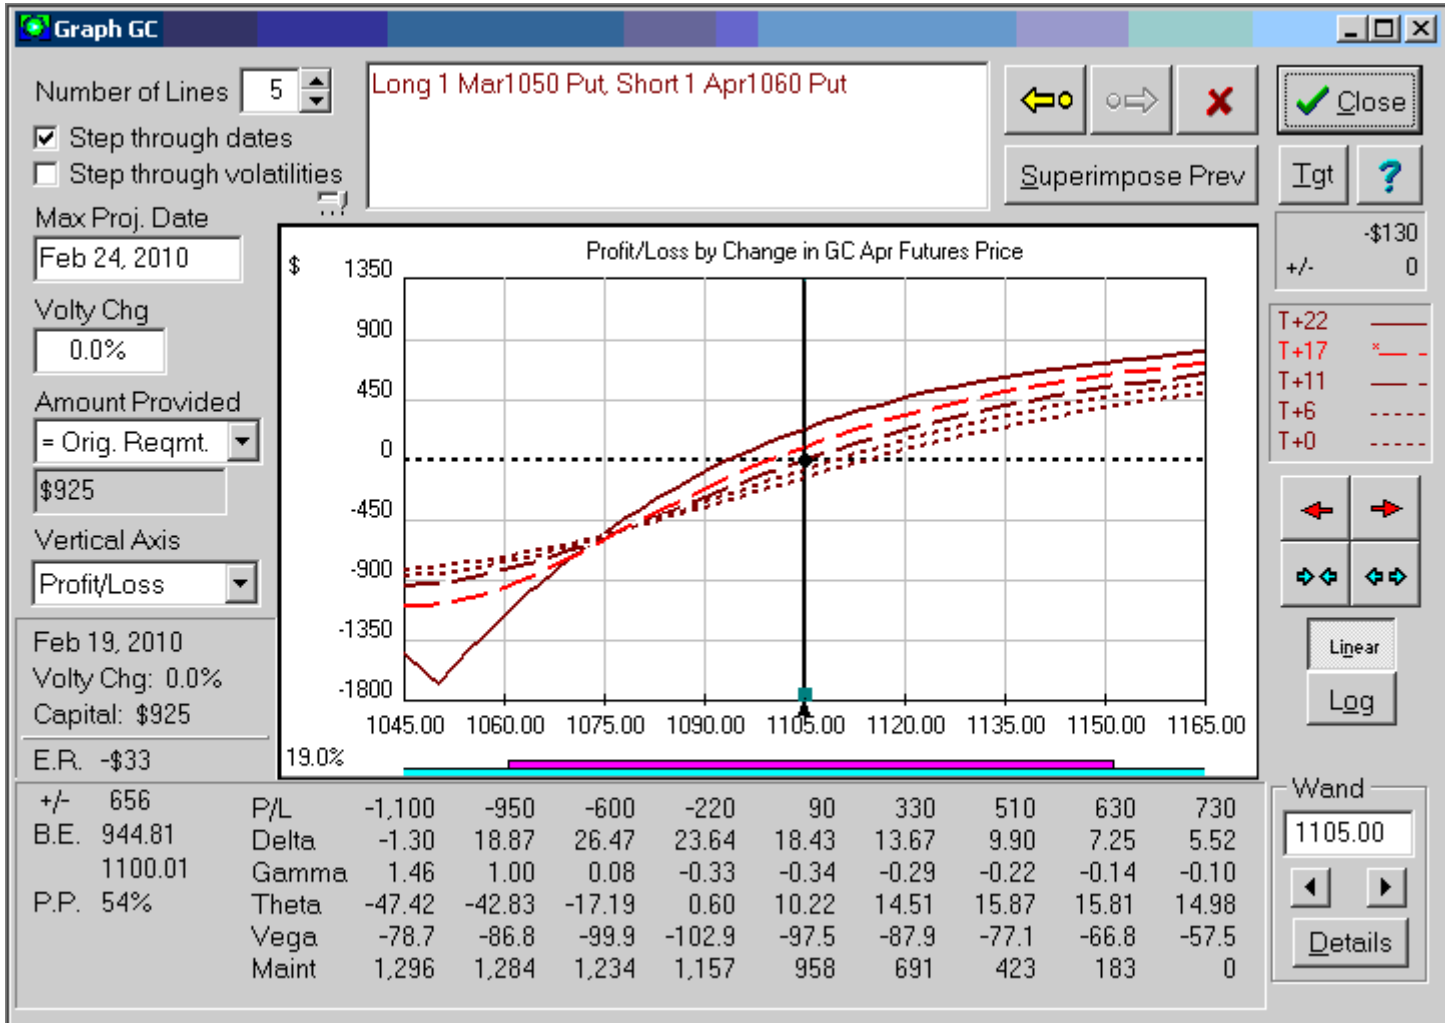 Graph GC
Number of Lines 5
Step through dates
Step through volatilities
Max Proj. Date
Feb 24, 2010
Volty Chg
0.0%
Amount Provided
= Orig. Reqmt.
$925
Vertical Axis
Profit/Loss
Feb 19, 2010
Volty Chg: 0.0%
Capital: $925
E.R. -$33
+/- 656
B.E. 944.81
1100.01
P.P. 54%
Long 1 Mar1050 Put, Short 1 Apr1060 Put
Superimpose Prev
Close
Tgt ?
-$130
+/- 0
Profit/Loss by Change in GC Apr Futures Price
$
1350
900
450
0
-450
-900
-1350
-1800
1045.00 1060.00 1075.00 1090.00 1105.00 1120.00 1135.00 1150.00 1165.00
19.0%
T+22
T+17
T+11
T+6
T+0
Linear
Log
P/L -1,100 -950 -600 -220 90 330 510 630 730
Delta -1.30 18.87 26.47 23.64 18.43 13.67 9.90 7.25 5.52
Gamma 1.46 1.00 0.08 -0.33 -0.34 -0.29 -0.22 -0.14 -0.10
Theta -47.42 -42.83 -17.19 0.60 10.22 14.51 15.87 15.81 14.98
Vega -78.7 -86.8 -99.9 -102.9 -97.5 -87.9 -77.1 -66.8 -57.5
Maint 1,296 1,284 1,234 1,157 958 691 423 183 0
Wand
1105.00
Details